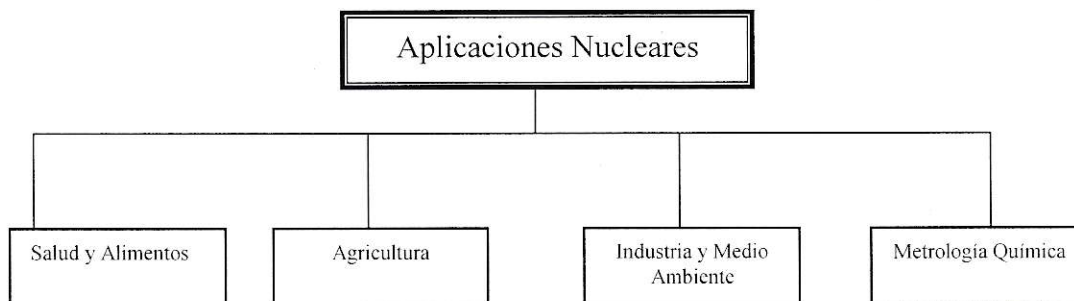 Aplicaciones Nucleares
Salud y Alimentos
Agricultura
Industria y Medio
Ambiente
Metrología Química